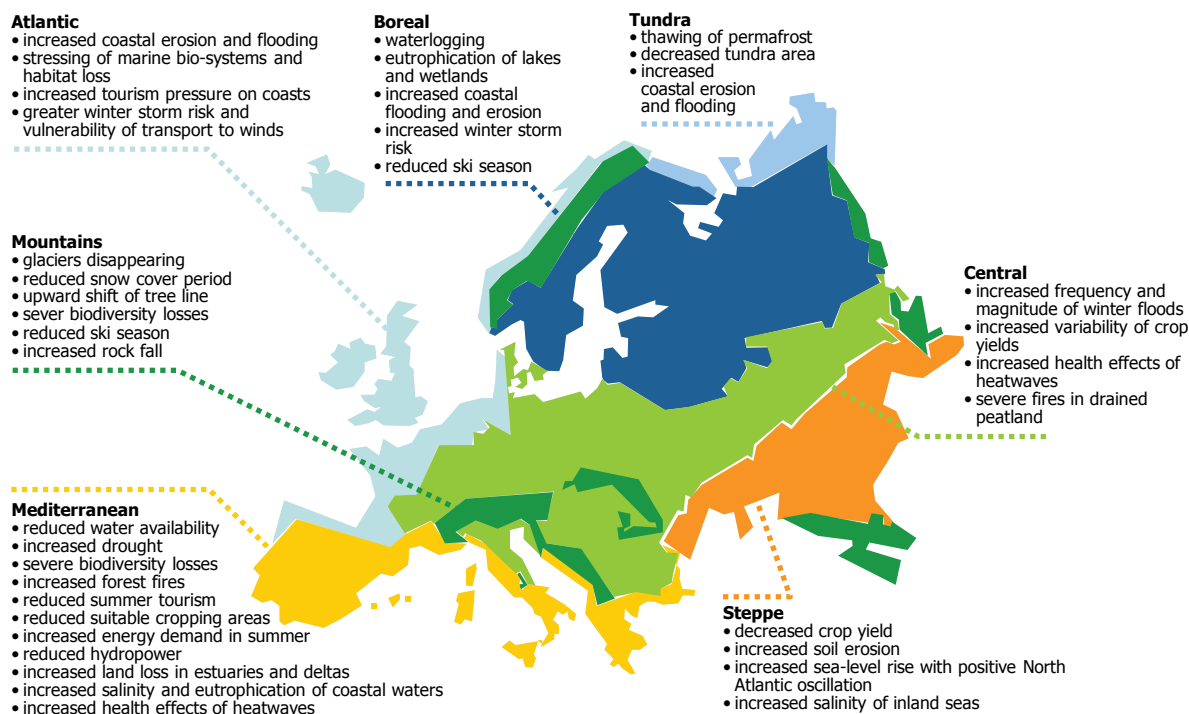 Atlantic
• increased coastal erosion and flooding
• stressing of marine bio-systems and
habitat loss
• increased tourism pressure on coasts
• greater winter storm risk and
vulnerability of transport to winds
Boreal
• waterlogging
• eutrophication of lakes
and wetlands
• increased coastal
flooding and erosion
• increased winter storm
risk
• reduced ski season
Tundra
• thawing of permafrost
• decreased tundra area
• increased
coastal erosion
and flooding
Mountains
• glaciers disappearing
• reduced snow cover period
• upward shift of tree line
• sever biodiversity losses
• reduced ski season
• increased rock fall
Central
• increased frequency and
magnitude of winter floods
• increased variability of crop
yields
• increased health effects of
heatwaves
• severe fires in drained
peatland
Mediterranean
• reduced water availability
• increased drought
• severe biodiversity losses
• increased forest fires
• reduced summer tourism
• reduced suitable cropping areas
• increased energy demand in summer
• reduced hydropower
• increased land loss in estuaries and deltas
• increased salinity and eutrophication of coastal waters
• increased health effects of heatwaves
Steppe
• decreased crop yield
• increased soil erosion
• increased sea-level rise with positive North
Atlantic oscillation
• increased salinity of inland seas